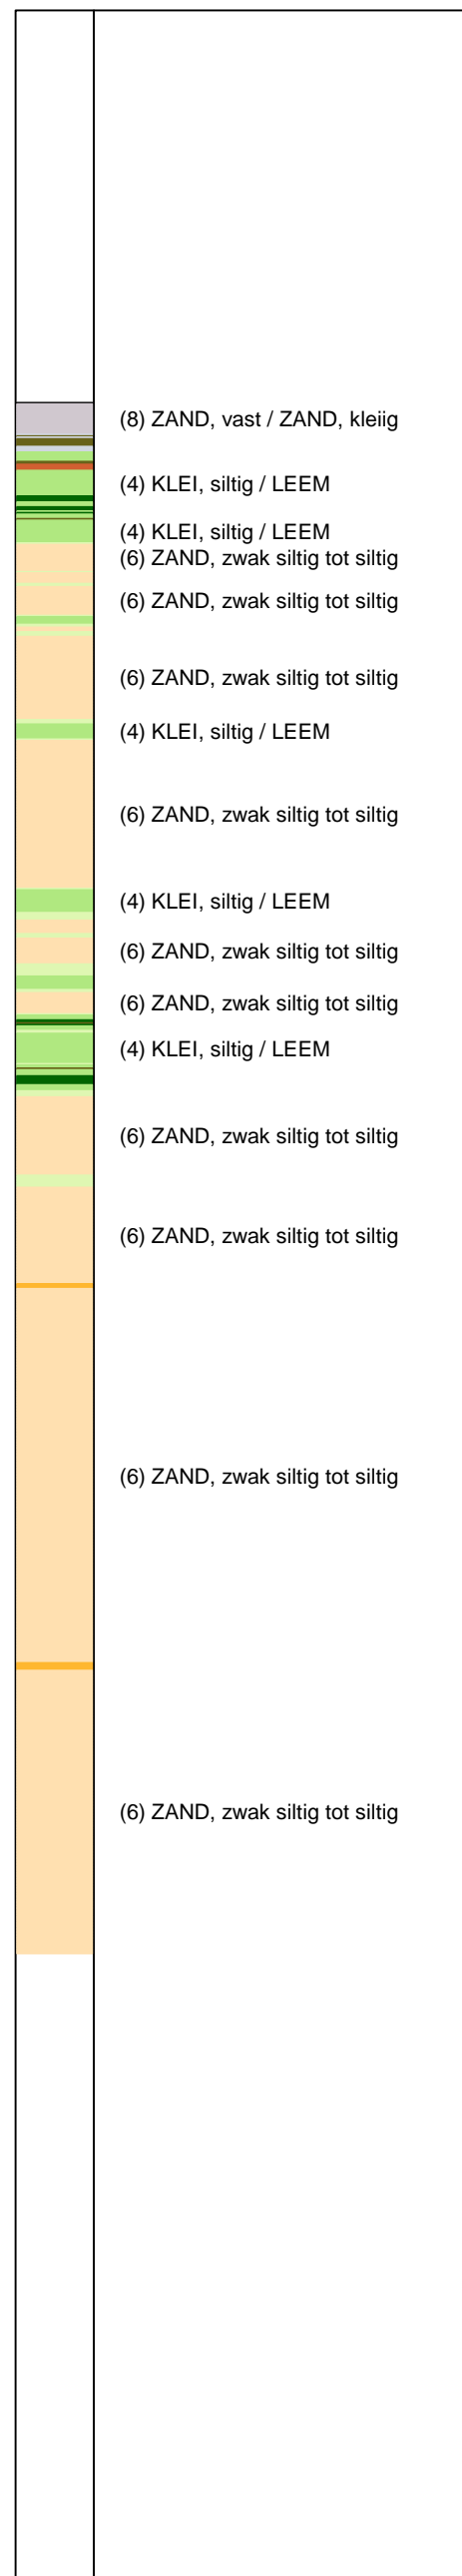 (8) ZAND, vast / ZAND, kleiig
(4) KLEI, siltig / LEEM
(4) KLEI, siltig / LEEM
(6) ZAND, zwak siltig tot siltig
(6) ZAND, zwak siltig tot siltig
(6) ZAND, zwak siltig tot siltig
(4) KLEI, siltig / LEEM
(6) ZAND, zwak siltig tot siltig
(4) KLEI, siltig / LEEM
(6) ZAND, zwak siltig tot siltig
(6) ZAND, zwak siltig tot siltig
(4) KLEI, siltig / LEEM
(6) ZAND, zwak siltig tot siltig
(6) ZAND, zwak siltig tot siltig
(6) ZAND, zwak siltig tot siltig
(6) ZAND, zwak siltig tot siltig